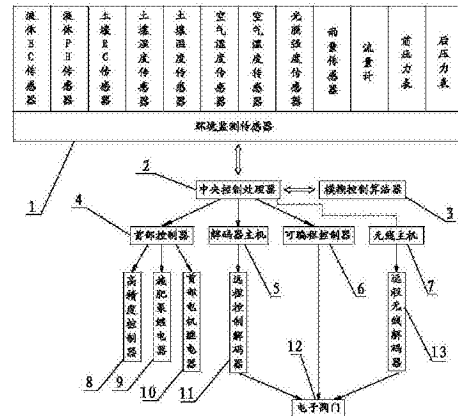 液体EC传感器
液体PH传感器
土壤EC传感器
土壤湿度传感器
土壤温度传感器
空气湿度传感器
空气温度传感器
光照强度传感器
雨量传感器
流量计
前压力表
后压力表
环境监测传感器
1
2
中央控制处理器
模糊控制算法器
3
4
首部控制器
解码器主机
可编程控制器
无线主机
5
6
7
高精度控制器
施肥泵继电器
首部电机继电器
远程控制解码器
远程无线解码器
8
9
10
11
12
13
电子阀门